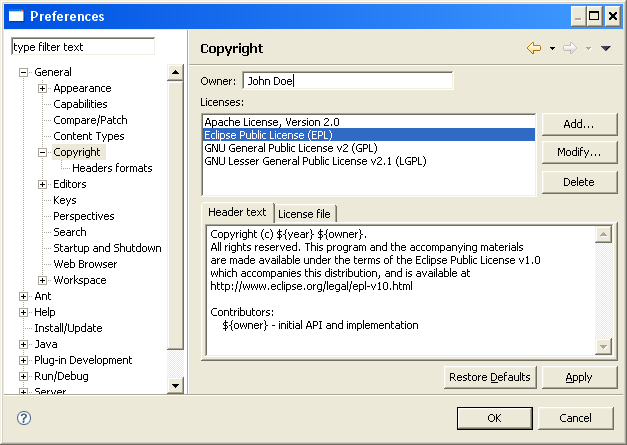 Preferences
type filter text
General
Appearance
Capabilities
Compare/Patch
Content Types
Copyright
Headers formats
Editors
Keys
Perspectives
Search
Startup and Shutdown
Web Browser
Workspace
Ant
Help
Install/Update
Java
Plug-in Development
Run/Debug
Server
Copyright
Owner: John Doe
Licenses:
Apache License, Version 2.0
Eclipse Public License (EPL)
GNU General Public License v2 (GPL)
GNU Lesser General Public License v2.1 (LGPL)
Add...
Modify...
Delete
Header text License file
Copyright (c) ${year} ${owner}.
All rights reserved. This program and the accompanying materials
are made available under the terms of the Eclipse Public License v1.0
which accompanies this distribution, and is available at
http://www.eclipse.org/legal/epl-v10.html
Contributors:
${owner} - initial API and implementation
Restore Defaults Apply
? OK Cancel